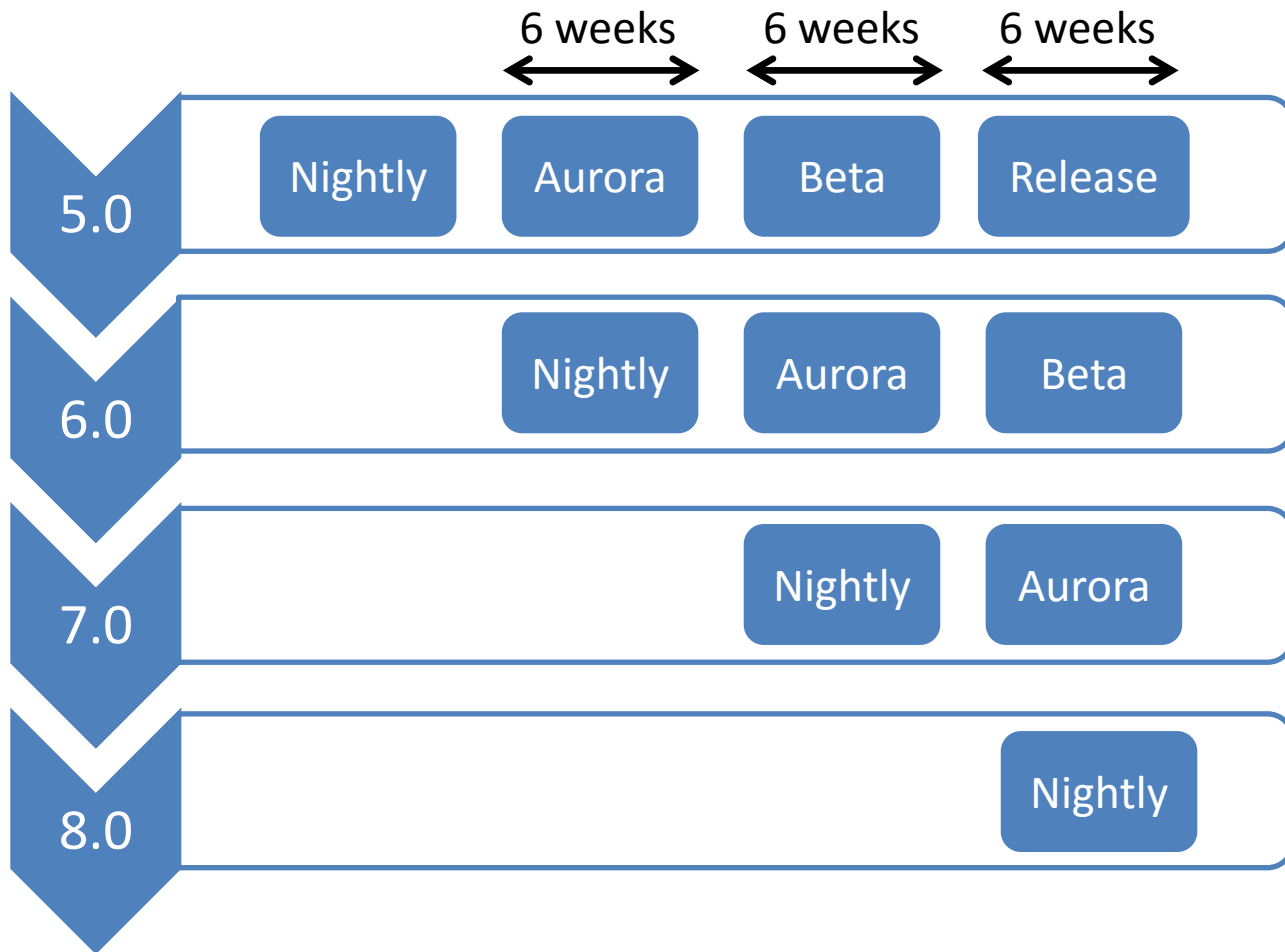 6 weeks 6 weeks 6 weeks
5.0 Nightly Aurora Beta Release
6.0 Nightly Aurora Beta
7.0 Nightly Aurora
8.0 Nightly